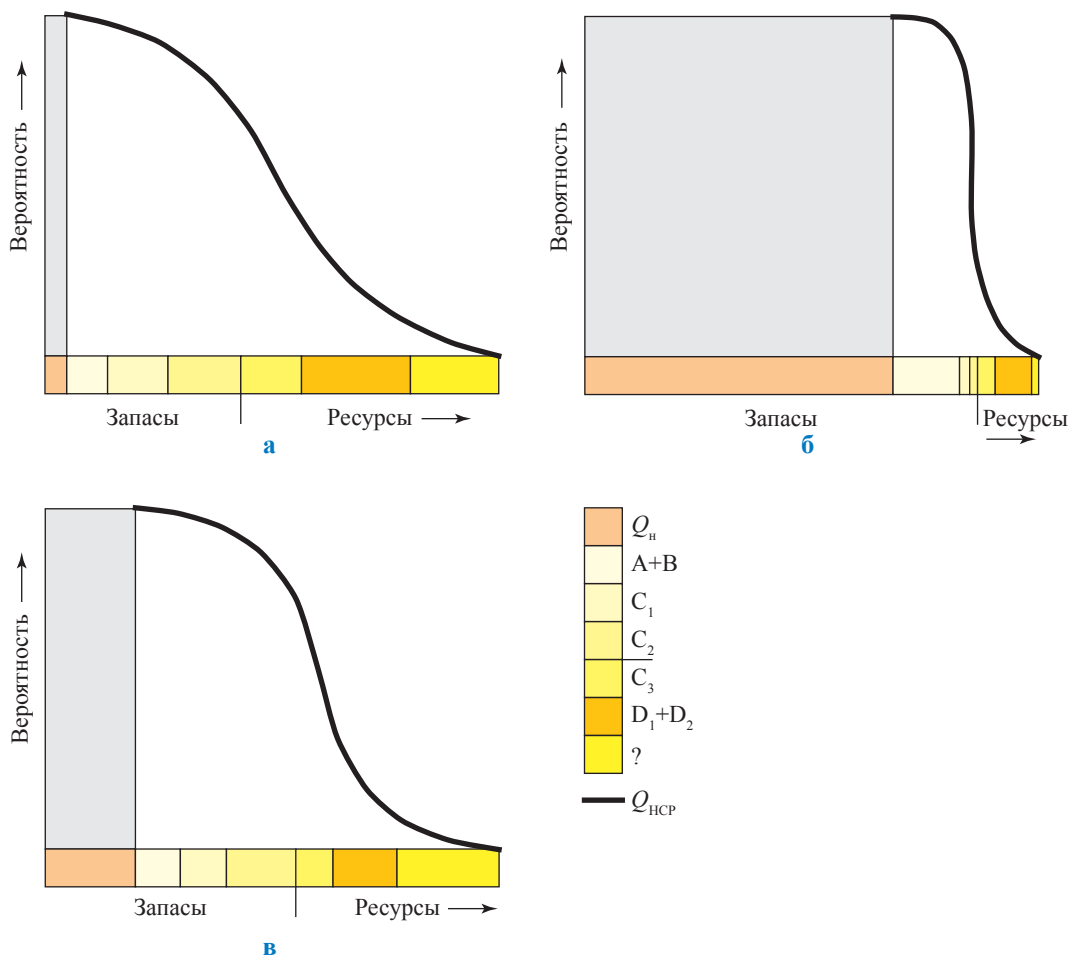 Вероятность
Запасы
Ресурсы
а
Вероятность
Запасы
Ресурсы
б
Вероятность
Запасы
Ресурсы
в
Qн
A+B
C1
C2
C3
D1+D2
?
QНСР